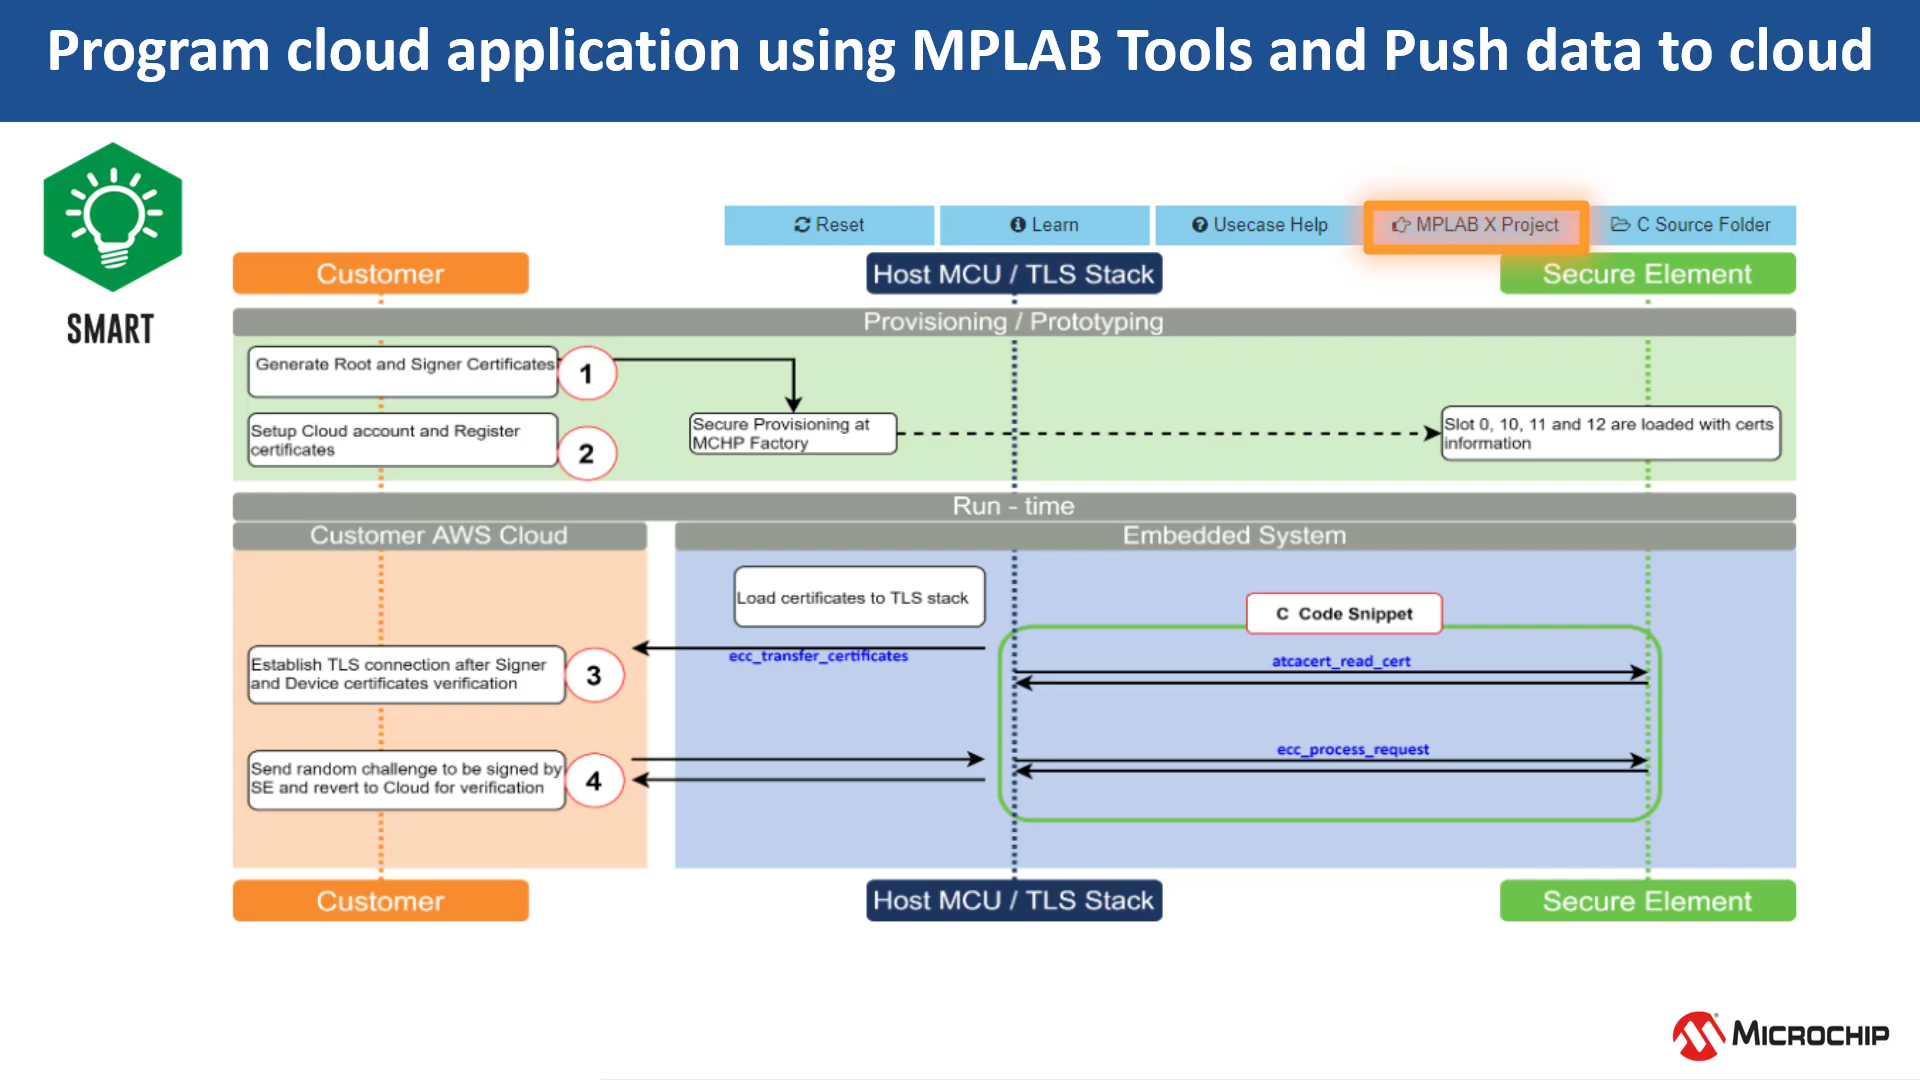 Program cloud application using MPLAB Tools and Push data to cloud
SMART
Reset
Learn
Usecase Help
MPLAB X Project
C Source Folder
Customer
Host MCU / TLS Stack
Secure Element
Provisioning / Prototyping
Generate Root and Signer Certificates
1
Setup Cloud account and Register
certificates
2
Secure Provisioning at
MCHP Factory
Slot 0, 10, 11 and 12 are loaded with certs
information
Run - time
Customer AWS Cloud
Embedded System
Load certificates to TLS stack
C Code Snippet
ecc_transfer_certificates
atcacert_read_cert
Establish TLS connection after Signer
and Device certificates verification
3
ecc_process_request
Send random challenge to be signed by
SE and revert to Cloud for verification
4
Customer
Host MCU / TLS Stack
Secure Element
MICROCHIP